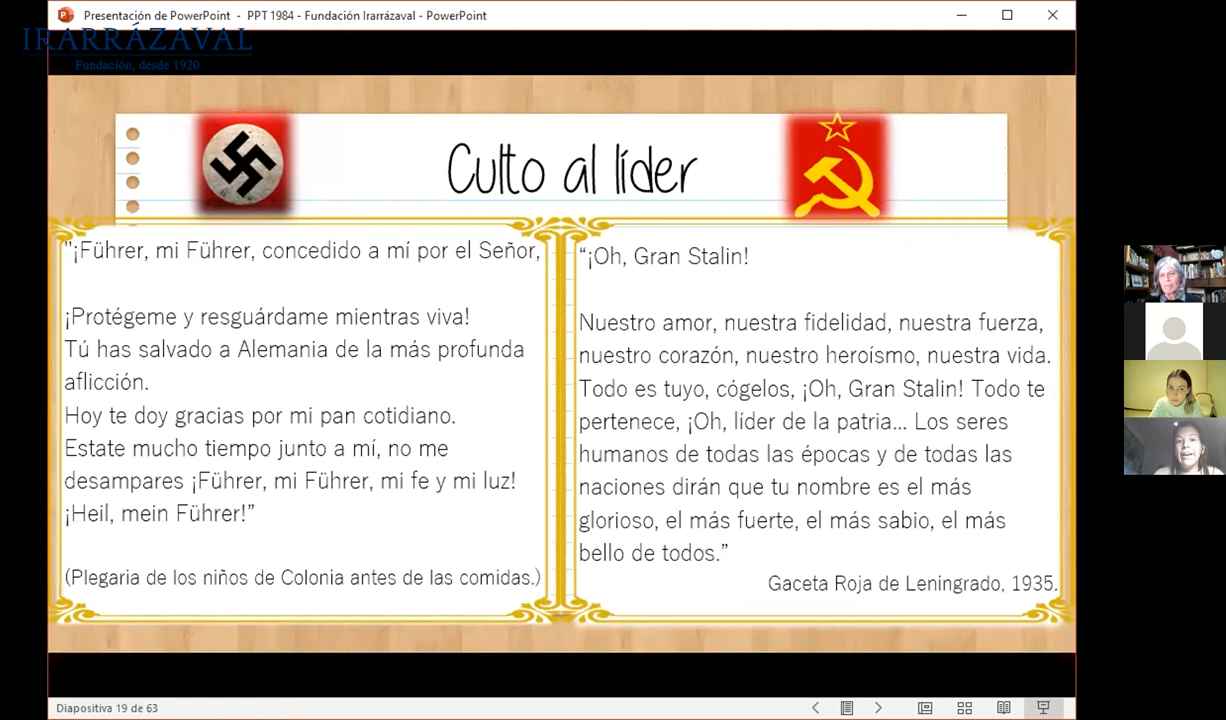 Presentación de PowerPoint - PPT 1984 - Fundación Irarrázaval - PowerPoint
IRARRÁZAVAL
Fundación, desde 1920
Culto al líder
"¡Führer, mi Führer, concedido a mí por el Señor,
¡Protégeme y resguárdame mientras viva!
Tú has salvado a Alemania de la más profunda
aflicción.
Hoy te doy gracias por mi pan cotidiano.
Estate mucho tiempo junto a mí, no me
desampares ¡Führer, mi Führer, mi fe y mi luz!
¡Heil, mein Führer!”
(Plegaria de los niños de Colonia antes de las comidas.)
“¡Oh, Gran Stalin!
Nuestro amor, nuestra fidelidad, nuestra fuerza,
nuestro corazón, nuestro heroísmo, nuestra vida.
Todo es tuyo, cógelos, ¡Oh, Gran Stalin! Todo te
pertenece, ¡Oh, líder de la patria... Los seres
humanos de todas las épocas y de todas las
naciones dirán que tu nombre es el más
glorioso, el más fuerte, el más sabio, el más
bello de todos.”
Gaceta Roja de Leningrado, 1935.
Diapositiva 19 de 63